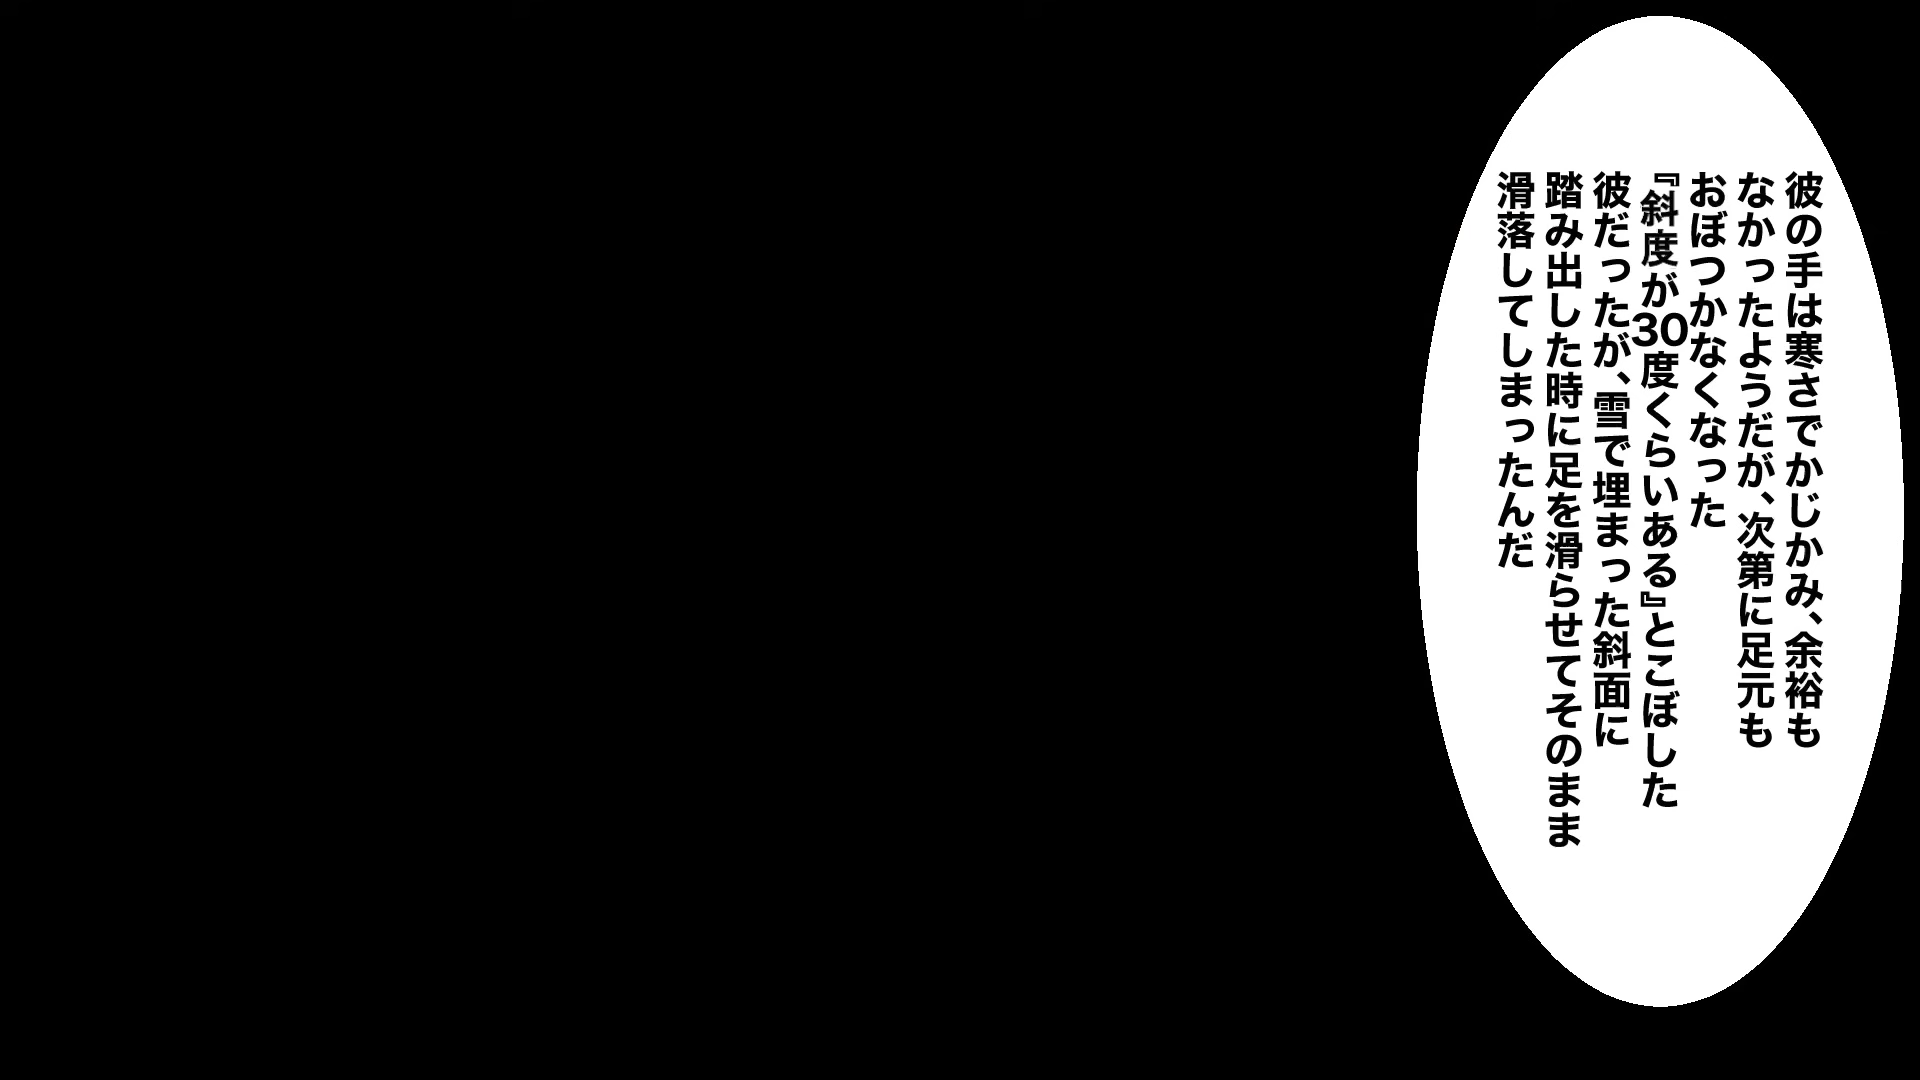 彼の手は寒さでかじかみ、余裕も
なかったようだが、次第に足元も
おぼつかなくなった
『斜度が30度くらいある』とこぼした
彼だったが、雪で埋まった斜面に
踏み出した時に足を滑らせてそのまま
滑落してしまったんだ